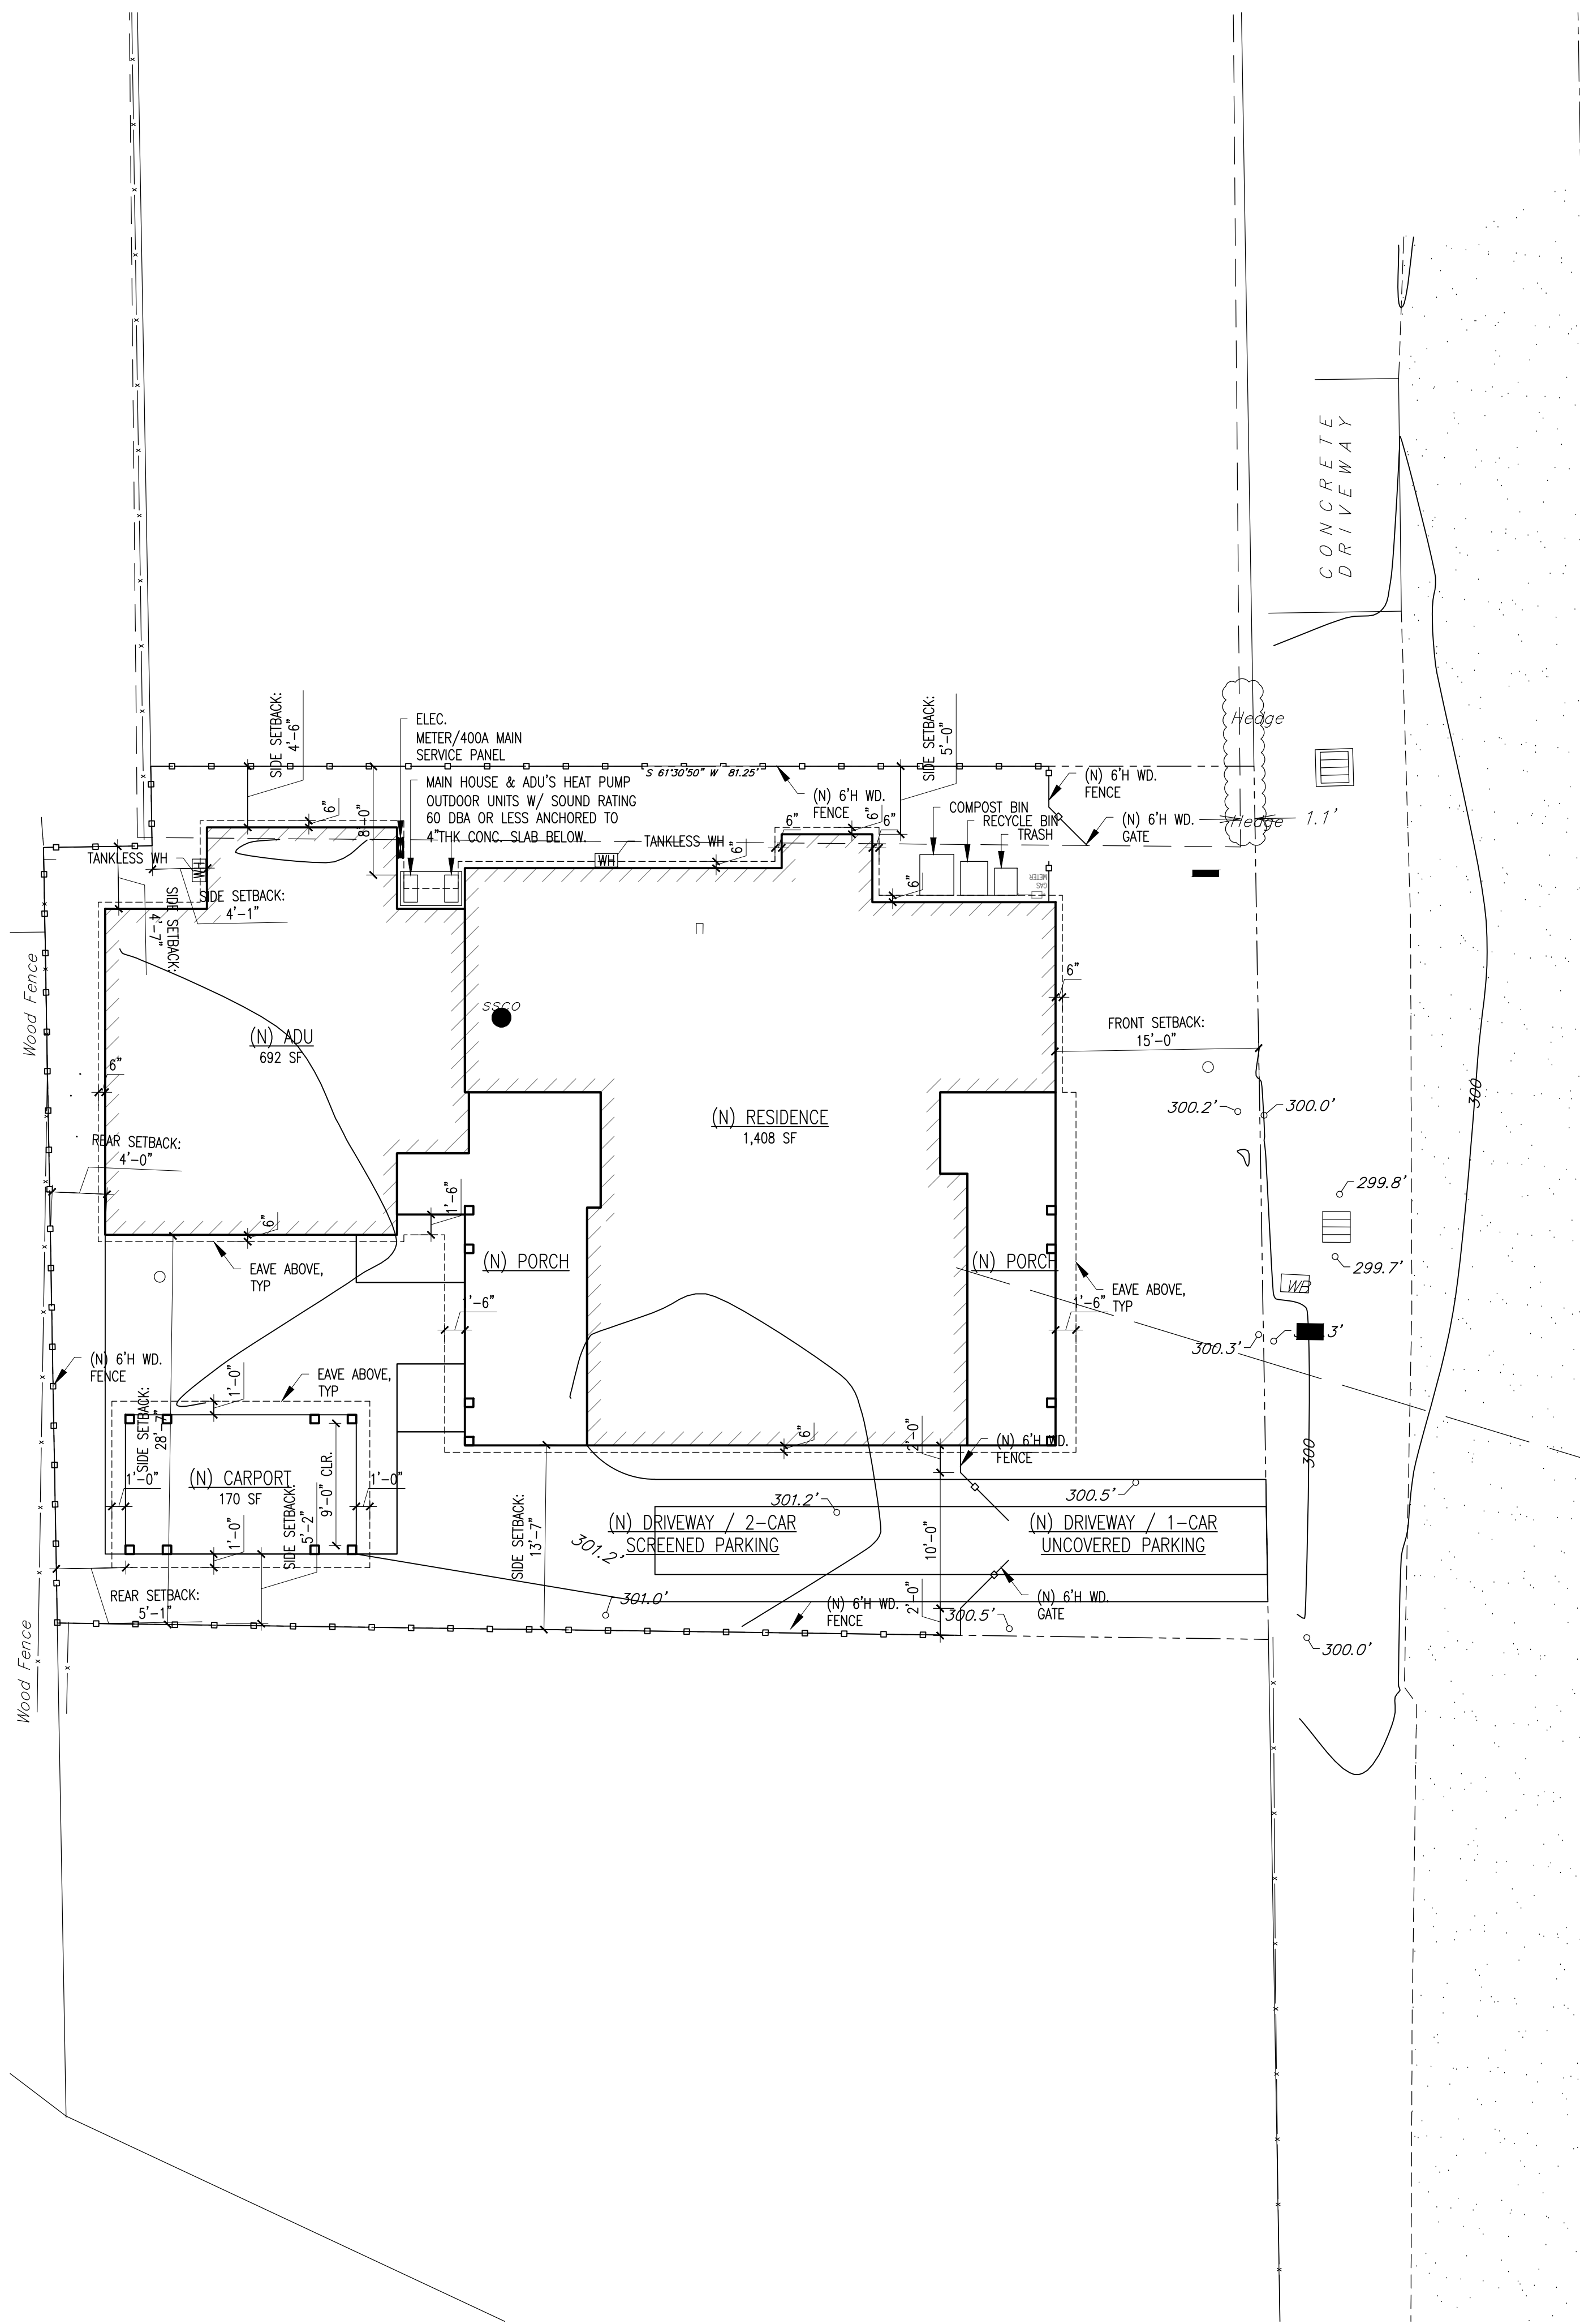 CONCRETE
DRIVEWAY
Hedge
Hedge
1.1'
SIDE SETBACK:
4'-6"
ELEC.
METER/400A MAIN
SERVICE PANEL
SIDE SETBACK:
5'-0"
S 61°30'50" W 81.25'
MAIN HOUSE & ADU'S HEAT PUMP
OUTDOOR UNITS W/ SOUND RATING
60 DBA OR LESS ANCHORED TO
4"THK CONC. SLAB BELOW.
(N) 6'H WD.
FENCE
(N) 6'H WD.
FENCE
COMPOST BIN
RECYCLE BIN
TRASH
(N) 6'H WD.
GATE
6"
8'-0"
6"
6"
6"
6"
TANKLESS WH
WH
TANKLESS WH
WH
GAS
METER
6"
SIDE SETBACK:
4'-1"
SIDE SETBACK:
4'-7"
Wood Fence
SSCO
6"
(N) ADU
692 SF
FRONT SETBACK:
15'-0"
6"
300.2'
300.0'
300
(N) RESIDENCE
1,408 SF
REAR SETBACK:
4'-0"
299.8'
1'-6"
6"
(N) PORCH
(N) PORCH
EAVE ABOVE,
TYP
299.7'
WB
EAVE ABOVE,
TYP
1'-6"
1'-6"
300.3'
(N) 6'H WD.
FENCE
EAVE ABOVE,
TYP
1'-0"
SIDE SETBACK:
28'-7"
6"
2'-0"
(N) 6'H WD.
FENCE
300
(N) CARPORT
170 SF
1'-0"
9'-0" CLR.
1'-0"
301.2'
300.5'
(N) DRIVEWAY / 2-CAR
SCREENED PARKING
(N) DRIVEWAY / 1-CAR
UNCOVERED PARKING
1'-0"
SIDE SETBACK:
5'-2"
SIDE SETBACK:
13'-7"
301.2'
10'-0"
REAR SETBACK:
5'-1"
301.0'
(N) 6'H WD.
FENCE
2'-0"
300.5'
(N) 6'H WD.
GATE
300.0'
Wood Fence